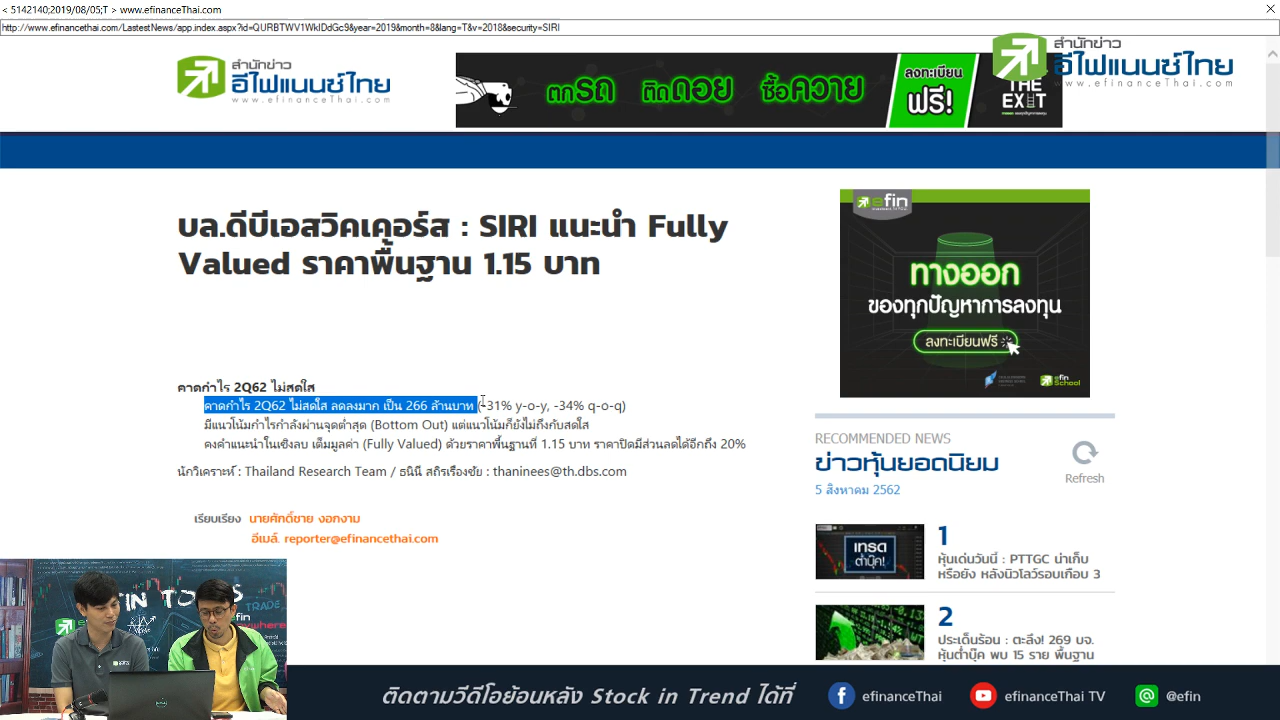 < 5142140;2019/08/05;T > www.efinanceThai.com
http://www.efinancethai.com/LastestNews/app.index.aspx?id=QURBTWV1WklDdGc9&year=2019&month=8&lang=T&v=2018&security=SIRI
สำนักข่าว
อีไฟแนนซ์ไทย
www.efinanceThai.com
ตกรถ ติดดอย ซื้อควาย
ลงทะเบียน
ฟรี!
THE
EXIT
สำนักข่าว
อีไฟแนนซ์ไทย
www.efinanceThai.com
บล.ดีบีเอสวิคเคอร์ส : SIRI แนะนำ Fully
Valued ราคาพื้นฐาน 1.15 บาท
คาดกำไร 2Q62 ไม่สดใส
คาดกำไร 2Q62 ไม่สดใส ลดลงมาก เป็น 266 ล้านบาท (-31% y-o-y, -34% q-o-q)
มีแนวโน้มกำไรกำลังผ่านจุดต่ำสุด (Bottom Out) แต่แนวโน้มก็ยังไม่ถึงกับสดใส
คงคำแนะนำในเชิงลบ เต็มมูลค่า (Fully Valued) ด้วยราคาพื้นฐานที่ 1.15 บาท ราคาปิดมีส่วนลดได้อีกถึง 20%
นักวิเคราะห์ : Thailand Research Team / ธนินี สถิรเรืองชัย : thaninees@th.dbs.com
เรียบเรียง นายศักดิ์ชาย งอกงาม
อีเมล์. reporter@efinancethai.com
efin
ทางออก
ของทุกปัญหาการลงทุน
ลงทะเบียนฟรี
efin
School
RECOMMENDED NEWS
ข่าวหุ้นยอดนิยม
5 สิงหาคม 2562
Refresh
เทรด
ต่ำบุ๊ค!
1
หุ้นเด่นวันนี้ : PTTGC น่าเก็บ
หรือยัง หลังนิวโลว์รอบเกือบ 3
2
ประเด็นร้อน : ตะลึง! 269 บจ.
หุ้นต่ำบุ๊ค พบ 15 ราย พื้นฐาน
TRADE
efin
ติดตามวีดีโอย้อนหลัง Stock in Trend ได้ที่
efinanceThai
efinanceThai TV
@efin